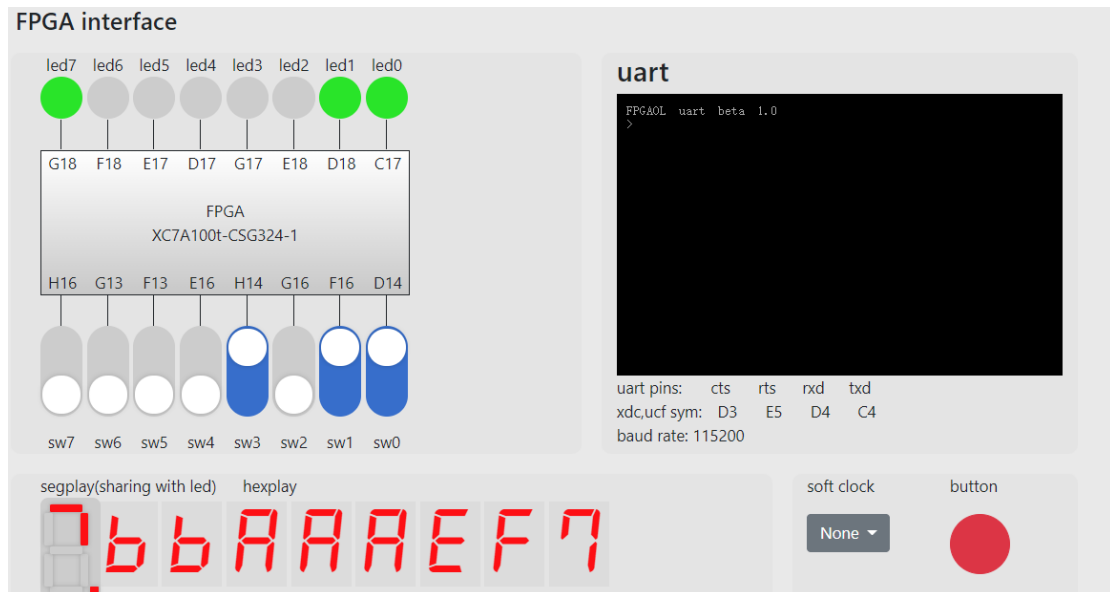 FPGA interface
led7 led6 led5 led4 led3 led2 led1 led0
G18 F18 E17 D17 G17 E18 D18 C17
FPGA
XC7A100t-CSG324-1
H16 G13 F13 E16 H14 G16 F16 D14
sw7 sw6 sw5 sw4 sw3 sw2 sw1 sw0
uart
FPGAOL uart beta 1.0
>
uart pins: cts rts rxd txd
xdc,ucf sym: D3 E5 D4 C4
baud rate: 115200
segplay(sharing with led) hexplay
bbAAAEF7
soft clock button
None